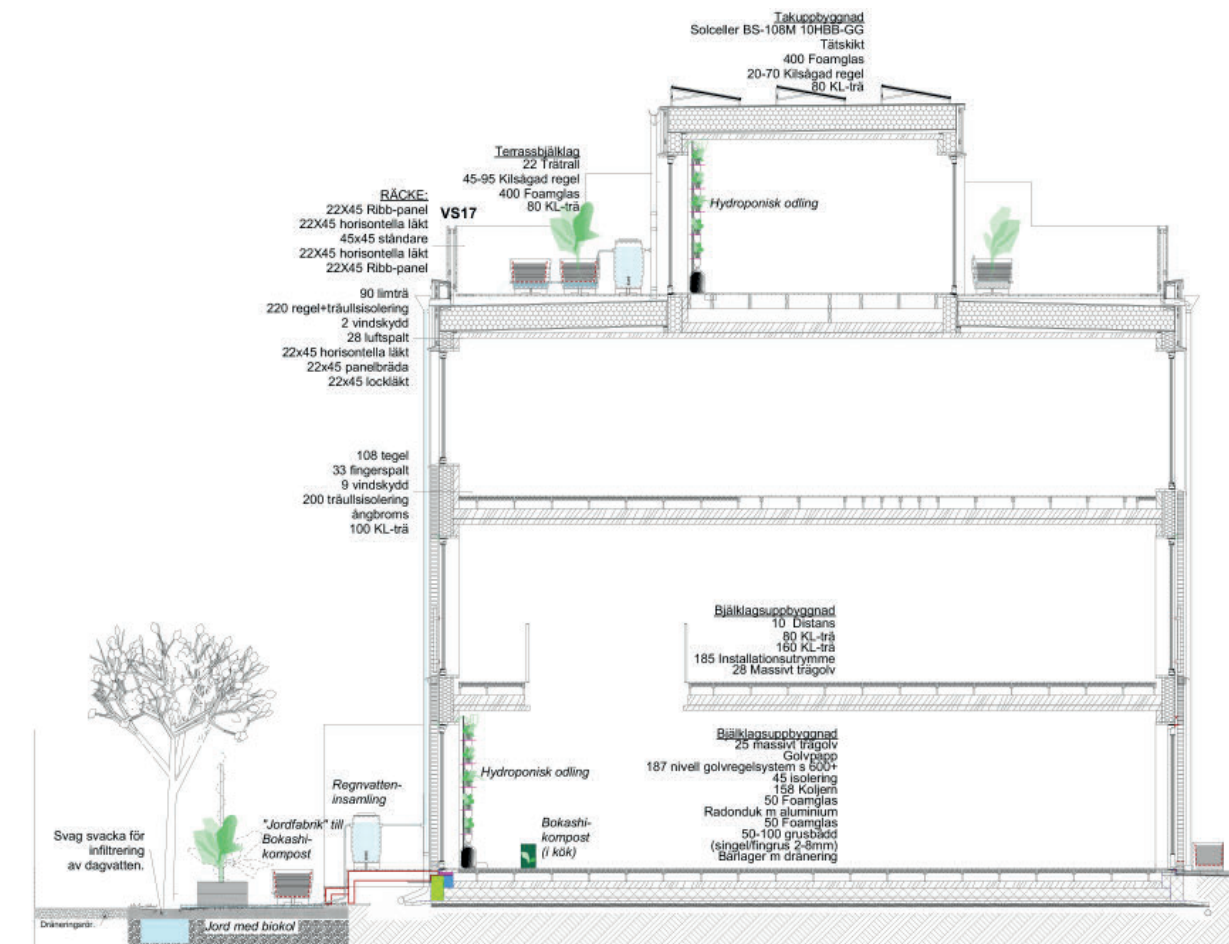 Takuppbyggnad
Solceller BS-108M 10HBB-GG
Tätskikt
400 Foamglas
20-70 Kilsågad regel
80 KL-trä
Terrassbjälklag
22 Trätrall
45-95 Kilsågad regel
400 Foamglas
80 KL-trä
RÄCKE:
22X45 Ribb-panel
22X45 horisontella läkt
45x45 ståndare
22X45 horisontella läkt
22X45 Ribb-panel
VS17
Hydroponisk odling
90 limträ
220 regel+träullsisolering
2 vindskydd
28 luftspalt
22x45 horisontella läkt
22x45 panelbräda
22x45 lockläkt
108 tegel
33 fingerspalt
9 vindskydd
200 träullsisolering
ångbroms
100 KL-trä
Bjälklagsuppbyggnad
10 Distans
80 KL-trä
160 KL-trä
185 Installationsutrymme
28 Massivt trägolv
Bjälklagsuppbyggnad
25 massivt trägolv
Golvpapp
187 nivell golvregelsystem s 600+
45 isolering
158 Koljern
50 Foamglas
Radonduk m aluminium
50 Foamglas
50-100 grusbädd
(singel/fingrus 2-8mm)
Bärlager m dränering
Hydroponisk odling
Regnvatten-
insamling
"Jordfabrik" till
Bokashi-
kompost
Bokashi-
kompost
(i kök)
Svag svacka för
infiltrering
av dagvatten.
Dräneringsrör.
Jord med biokol